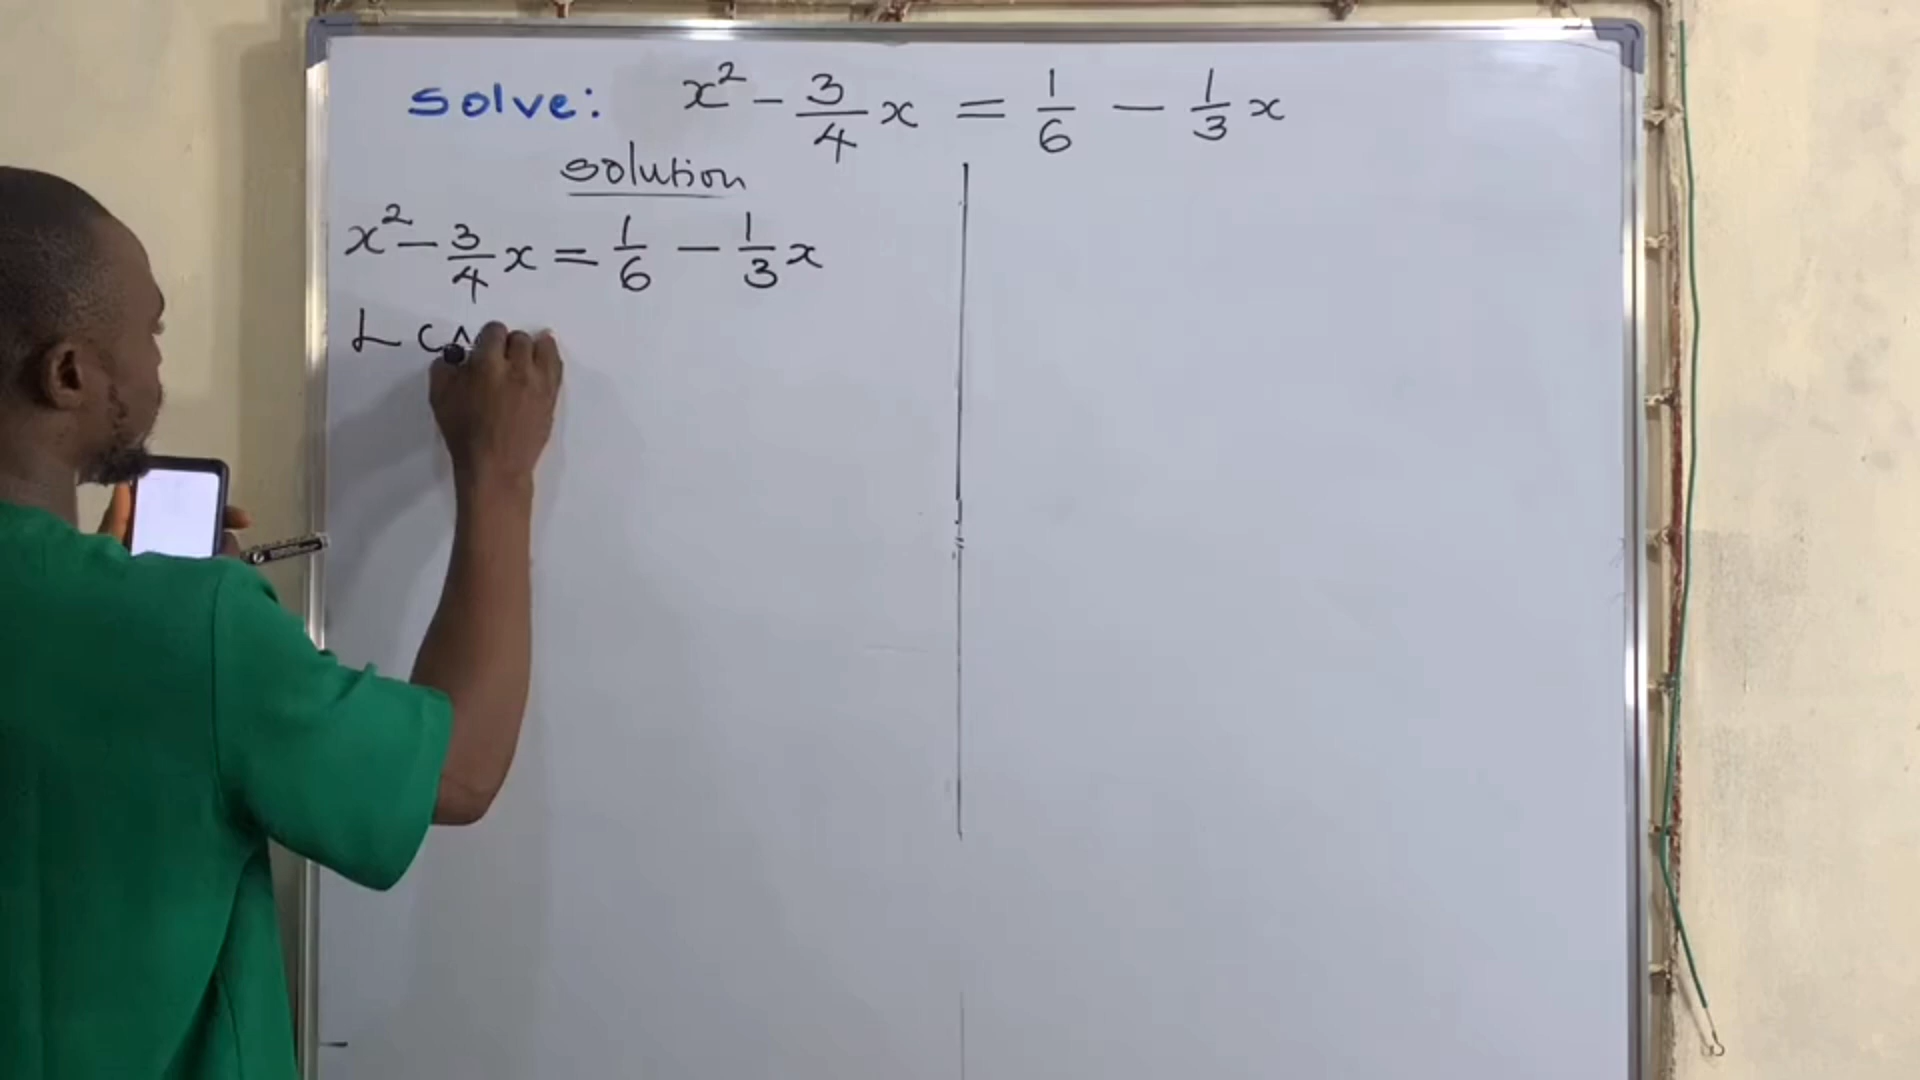 solve: x² - 3/4 x = 1/6 - 1/3 x
solution
x² - 3/4 x = 1/6 - 1/3 x